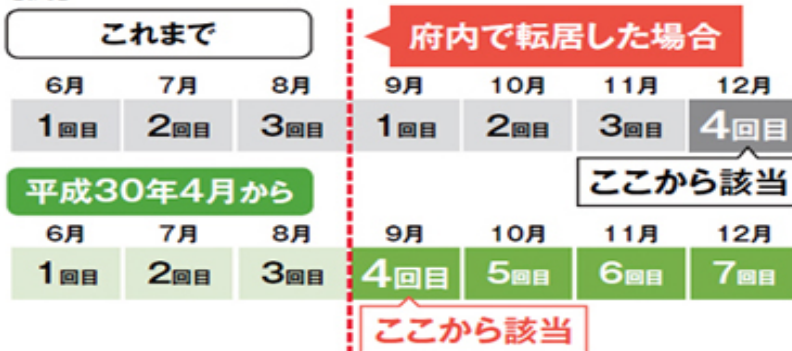 これまで
府内で転居した場合
6月 7月 8月 9月 10月 11月 12月
1回目 2回目 3回目 1回目 2回目 3回目 4回目
ここから該当
平成30年4月から
6月 7月 8月 9月 10月 11月 12月
1回目 2回目 3回目 4回目 5回目 6回目 7回目
ここから該当